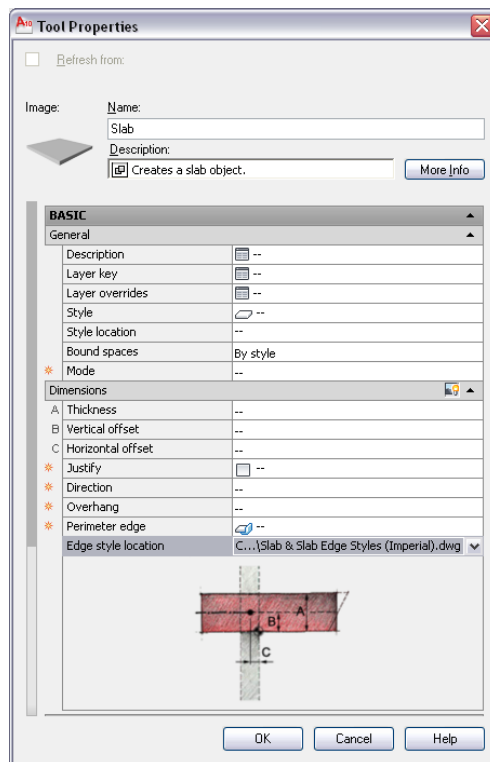 A10 Tool Properties
Refresh from:
Image:
Name:
Slab
Description:
Creates a slab object.
More Info
BASIC
General
Description --
Layer key --
Layer overrides --
Style --
Style location --
Bound spaces By style
Mode --
Dimensions
A Thickness --
B Vertical offset --
C Horizontal offset --
Justify --
Direction --
Overhang --
Perimeter edge --
Edge style location C...\Slab & Slab Edge Styles (Imperial).dwg
A
B
C
OK Cancel Help